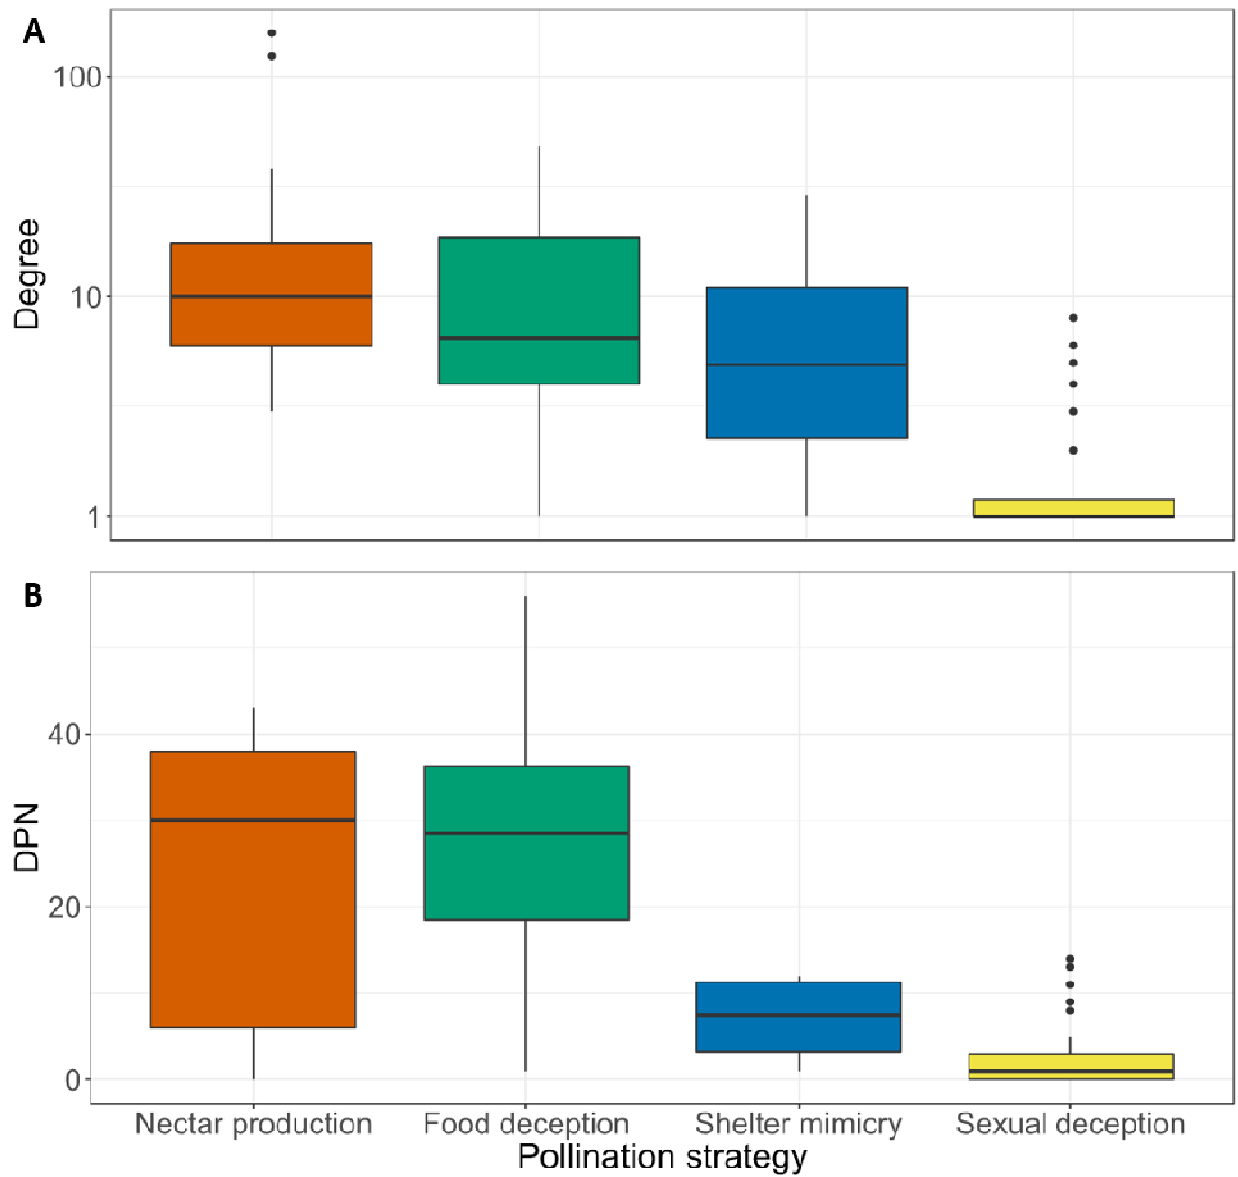 A
100
10
1
Degree
B
40
20
0
DPN
Nectar production Food deception Shelter mimicry Sexual deception
Pollination strategy